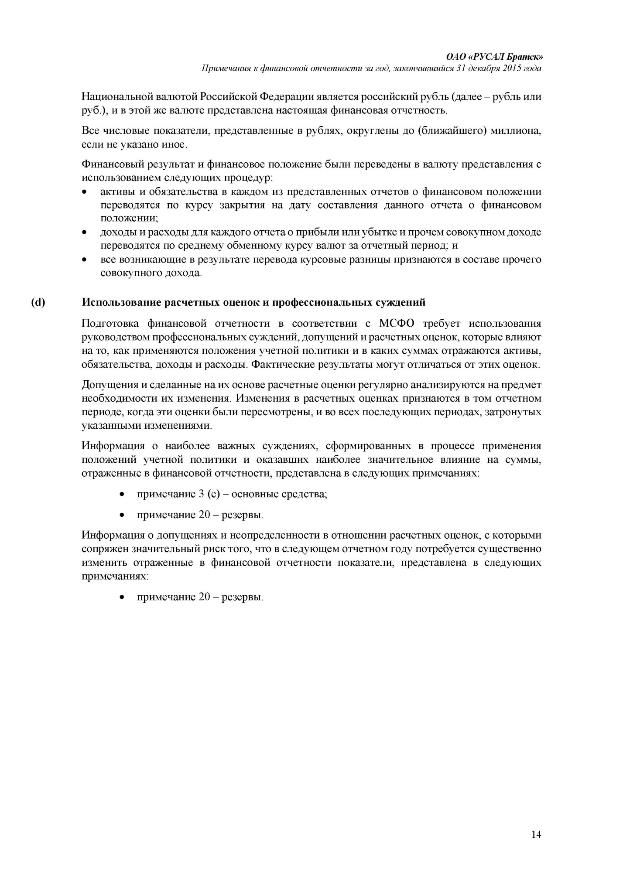 ОАО «РУСАЛ Братск»
Примечания к финансовой отчетности за год, закончившийся 31 декабря 2015 года
Национальной валютой Российской Федерации является российский рубль (далее – рубль или
руб.), и в этой же валюте представлена настоящая финансовая отчетность.
Все числовые показатели, представленные в рублях, округлены до (ближайшего) миллиона,
если не указано иное.
Финансовый результат и финансовое положение были переведены в валюту представления с
использованием следующих процедур:
• активы и обязательства в каждом из представленных отчетов о финансовом положении
переводятся по курсу закрытия на дату составления данного отчета о финансовом
положении;
• доходы и расходы для каждого отчета о прибыли или убытке и прочем совокупном доходе
переводятся по среднему обменному курсу валют за отчетный период; и
• все возникающие в результате перевода курсовые разницы признаются в составе прочего
совокупного дохода.
(d) Использование расчетных оценок и профессиональных суждений
Подготовка финансовой отчетности в соответствии с МСФО требует использования
руководством профессиональных суждений, допущений и расчетных оценок, которые влияют
на то, как применяются положения учетной политики и в каких суммах отражаются активы,
обязательства, доходы и расходы. Фактические результаты могут отличаться от этих оценок.
Допущения и сделанные на их основе расчетные оценки регулярно анализируются на предмет
необходимости их изменения. Изменения в расчетных оценках признаются в том отчетном
периоде, когда эти оценки были пересмотрены, и во всех последующих периодах, затронутых
указанными изменениями.
Информация о наиболее важных суждениях, сформированных в процессе применения
положений учетной политики и оказавших наиболее значительное влияние на суммы,
отраженные в финансовой отчетности, представлена в следующих примечаниях:
• примечание 3 (c) – основные средства;
• примечание 20 – резервы.
Информация о допущениях и неопределенности в отношении расчетных оценок, с которыми
сопряжен значительный риск того, что в следующем отчетном году потребуется существенно
изменить отраженные в финансовой отчетности показатели, представлена в следующих
примечаниях:
• примечание 20 – резервы.
14